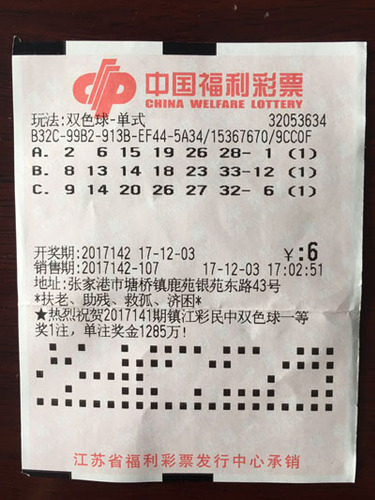 中国福利彩票
CHINA WELFARE LOTTERY
玩法:双色球-单式 32053634
B32C-99B2-913B-EF44-5A34/15367670/9CC0F
A. 2 6 15 19 26 28- 1 (1)
B. 8 13 14 18 23 33-12 (1)
C. 9 14 20 26 27 32- 6 (1)
开奖期:2017142 17-12-03 ¥:6
销售期:2017142-107 17-12-03 17:02:51
地址:张家港市塘桥镇鹿苑银苑东路43号
*扶老、助残、救孤、济困*
★热烈祝贺2017141期镇江彩民中双色球一等
奖1注，单注奖金1285万!
江苏省福利彩票发行中心承销